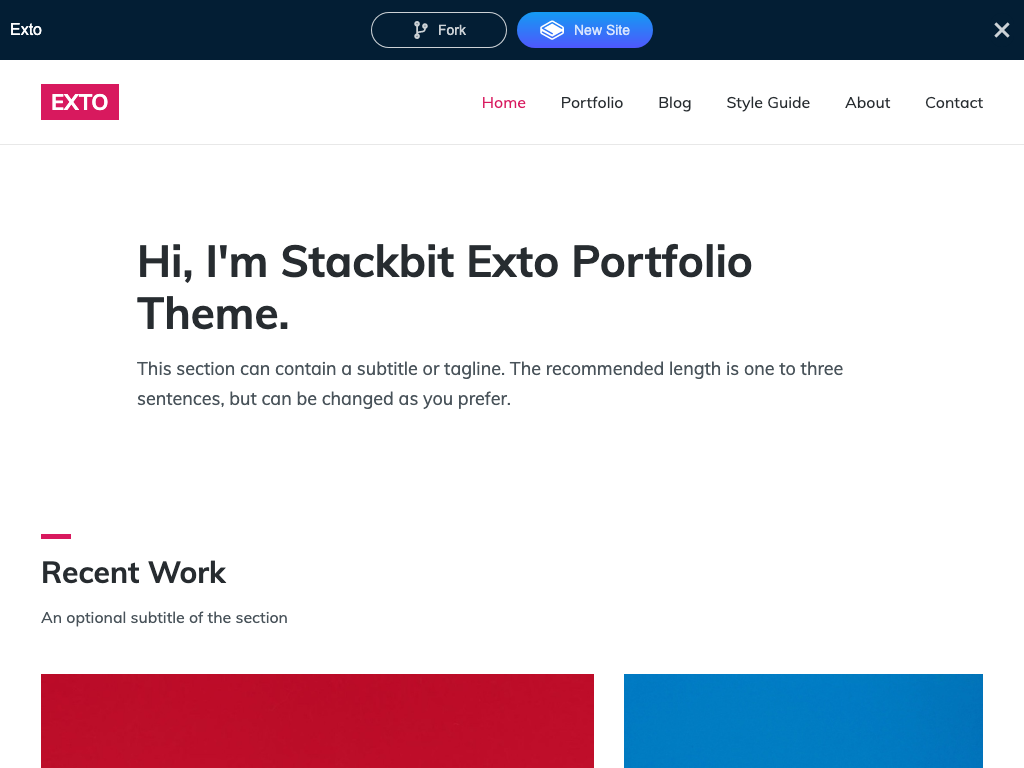 Exto
Fork
New Site
EXTO
Home
Portfolio
Blog
Style Guide
About
Contact
Hi, I'm Stackbit Exto Portfolio
Theme.
This section can contain a subtitle or tagline. The recommended length is one to three
sentences, but can be changed as you prefer.
Recent Work
An optional subtitle of the section